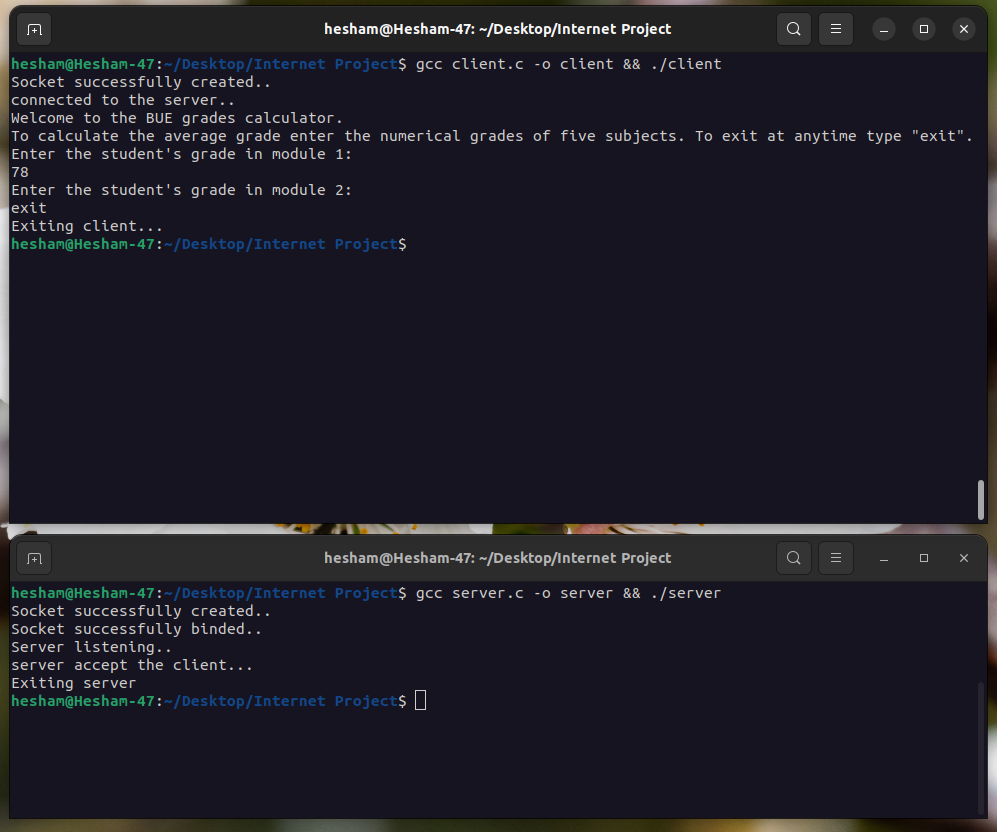 hesham@Hesham-47: ~/Desktop/Internet Project
hesham@Hesham-47:~/Desktop/Internet Project$ gcc client.c -o client && ./client
Socket successfully created..
connected to the server..
Welcome to the BUE grades calculator.
To calculate the average grade enter the numerical grades of five subjects. To exit at anytime type "exit".
Enter the student's grade in module 1:
78
Enter the student's grade in module 2:
exit
Exiting client...
hesham@Hesham-47:~/Desktop/Internet Project$
hesham@Hesham-47: ~/Desktop/Internet Project
hesham@Hesham-47:~/Desktop/Internet Project$ gcc server.c -o server && ./server
Socket successfully created..
Socket successfully binded..
Server listening..
server accept the client...
Exiting server
hesham@Hesham-47:~/Desktop/Internet Project$